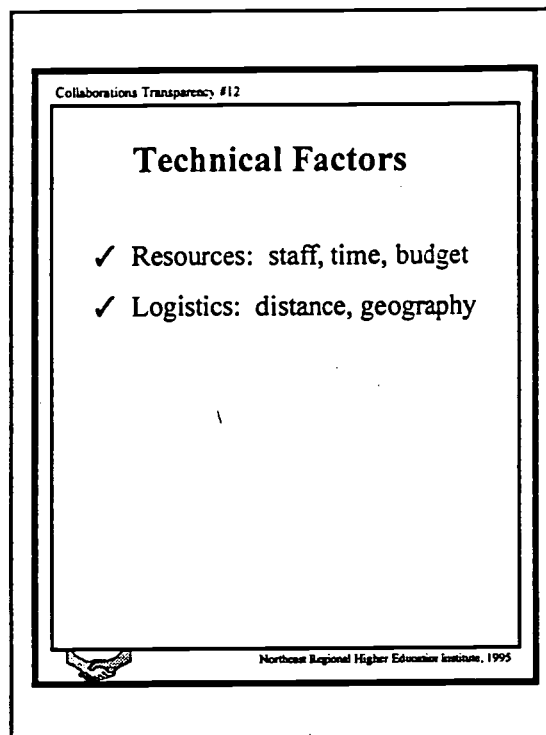 Collaborations Transparency #12
Technical Factors
✓ Resources: staff, time, budget
✓ Logistics: distance, geography
Northeast Regional Higher Education Institute, 1995